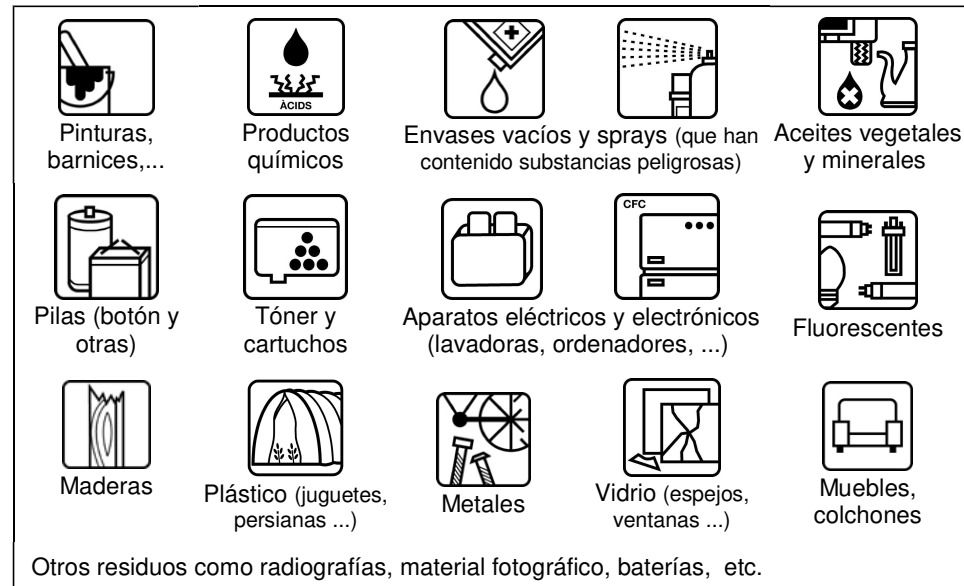 ÀCIDS
Pinturas,
barnices,...
Productos
químicos
Envases vacíos y sprays (que han
contenido substancias peligrosas)
Aceites vegetales
y minerales
CFC
Pilas (botón y
otras)
Tóner y
cartuchos
Aparatos eléctricos y electrónicos
(lavadoras, ordenadores, ...)
Fluorescentes
Maderas
Plástico (juguetes,
persianas ...)
Metales
Vidrio (espejos,
ventanas ...)
Muebles,
colchones
Otros residuos como radiografías, material fotográfico, baterías, etc.